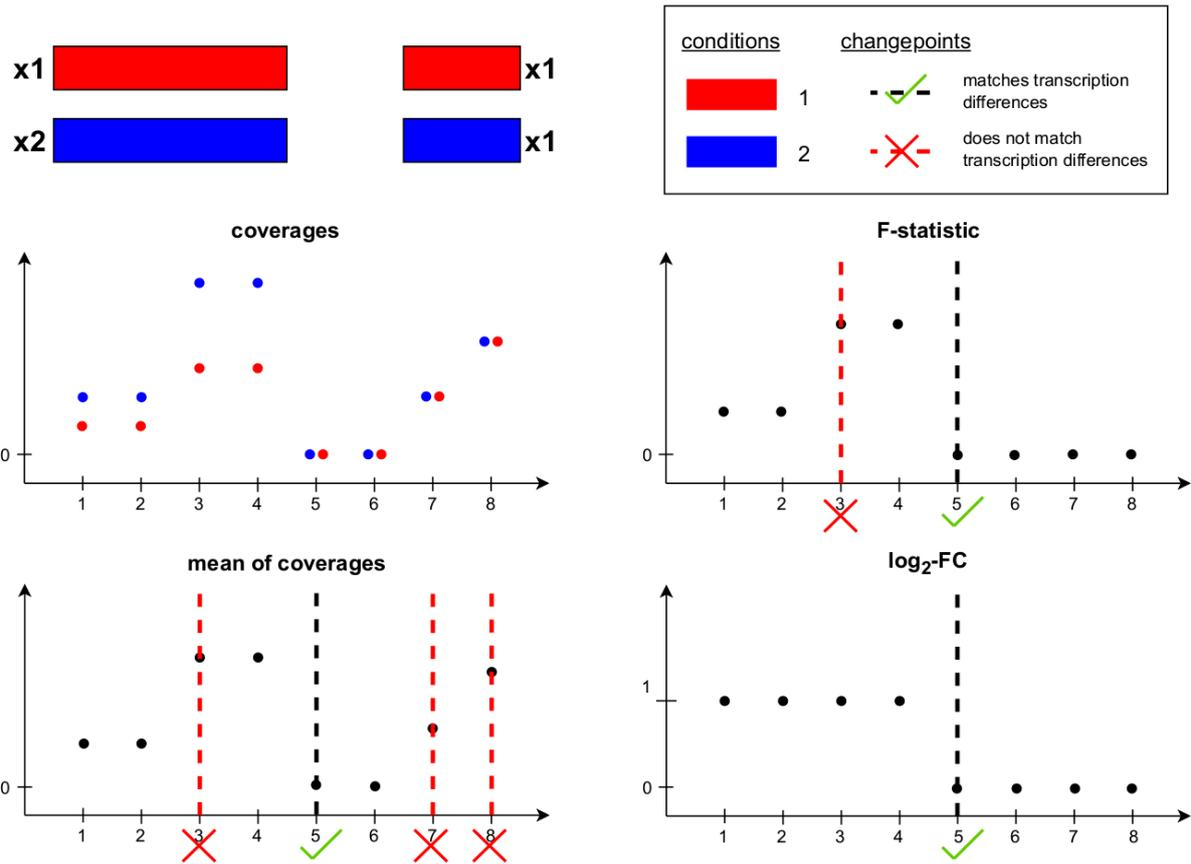 x1
x1
x2
x1
conditions changepoints
1
matches transcription
differences
2
does not match
transcription differences
coverages
0
1 2 3 4 5 6 7 8
F-statistic
0
1 2 3 4 5 6 7 8
mean of coverages
0
1 2 3 4 5 6 7 8
log2-FC
1
0
1 2 3 4 5 6 7 8